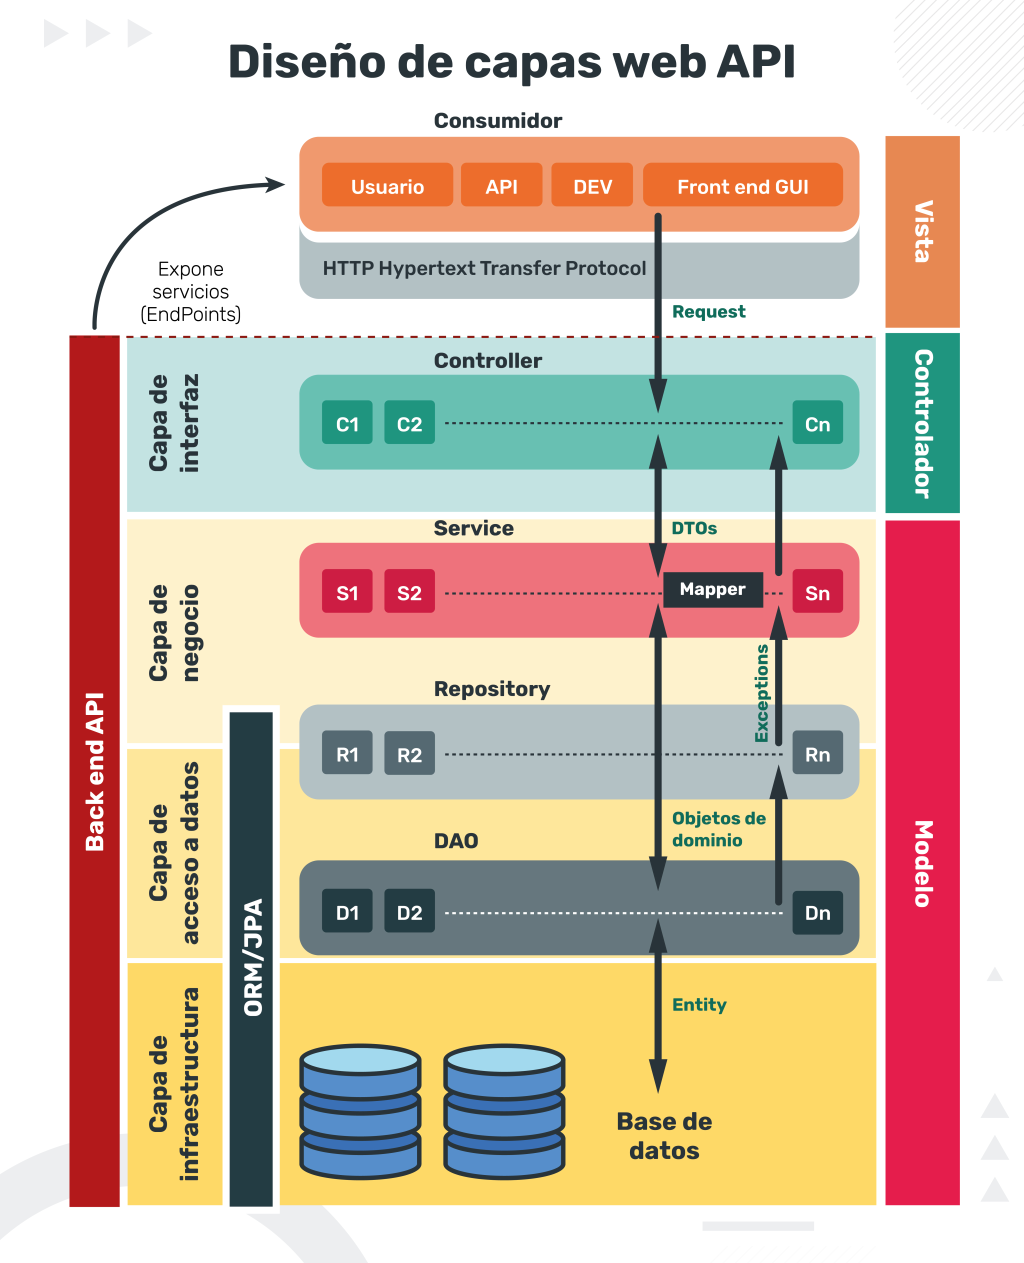 Diseño de capas web API
Consumidor
Usuario
API
DEV
Front end GUI
HTTP Hypertext Transfer Protocol
Expone
servicios
(EndPoints)
Request
Vista
Controller
Capa de
interfaz
C1
C2
Cn
Controlador
Service
DTOs
Capa de
negocio
S1
S2
Mapper
Sn
Exceptions
Repository
R1
R2
Rn
Back end API
Capa de
acceso a datos
Objetos de
dominio
DAO
D1
D2
Dn
Modelo
ORM/JPA
Capa de
infraestructura
Entity
Base de
datos